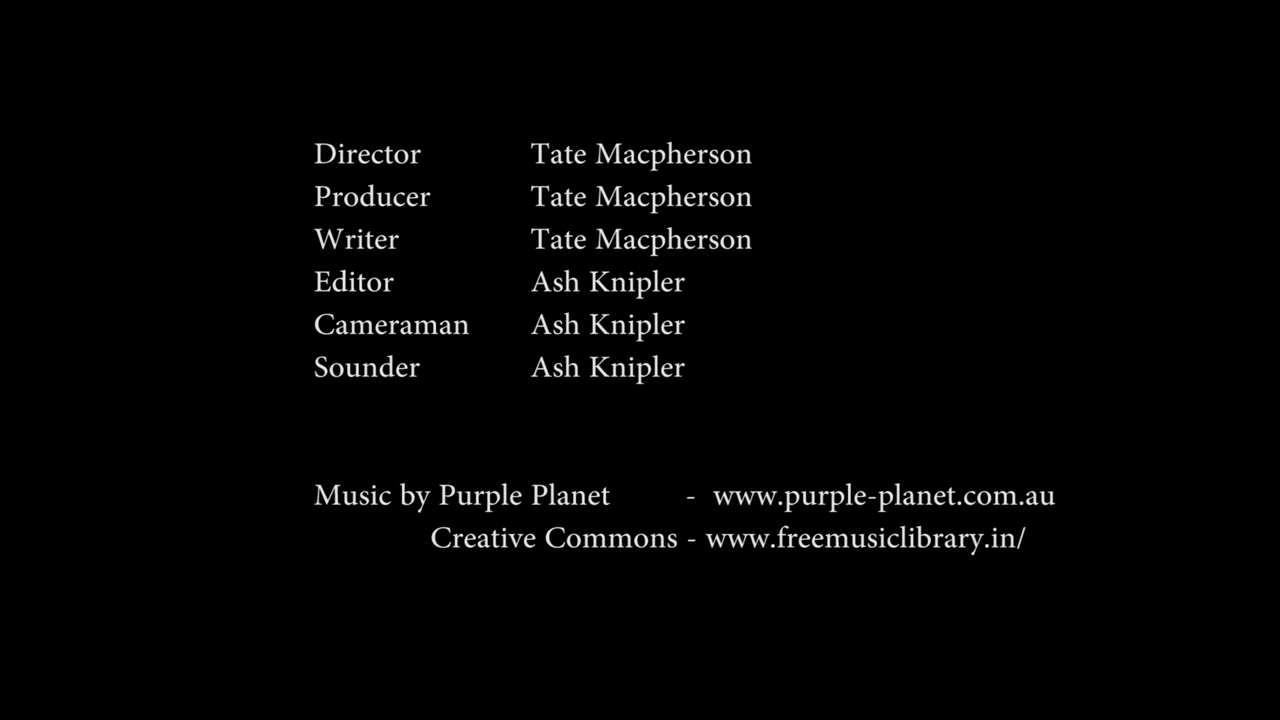 Director Tate Macpherson
Producer Tate Macpherson
Writer Tate Macpherson
Editor Ash Knipler
Cameraman Ash Knipler
Sounder Ash Knipler
Music by Purple Planet - www.purple-planet.com.au
Creative Commons - www.freemusiclibrary.in/